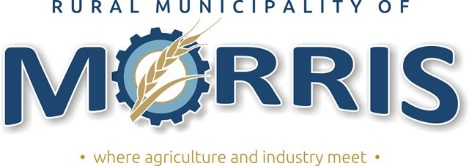 RURAL MUNICIPALITY OF
MORRIS
• where agriculture and industry meet •